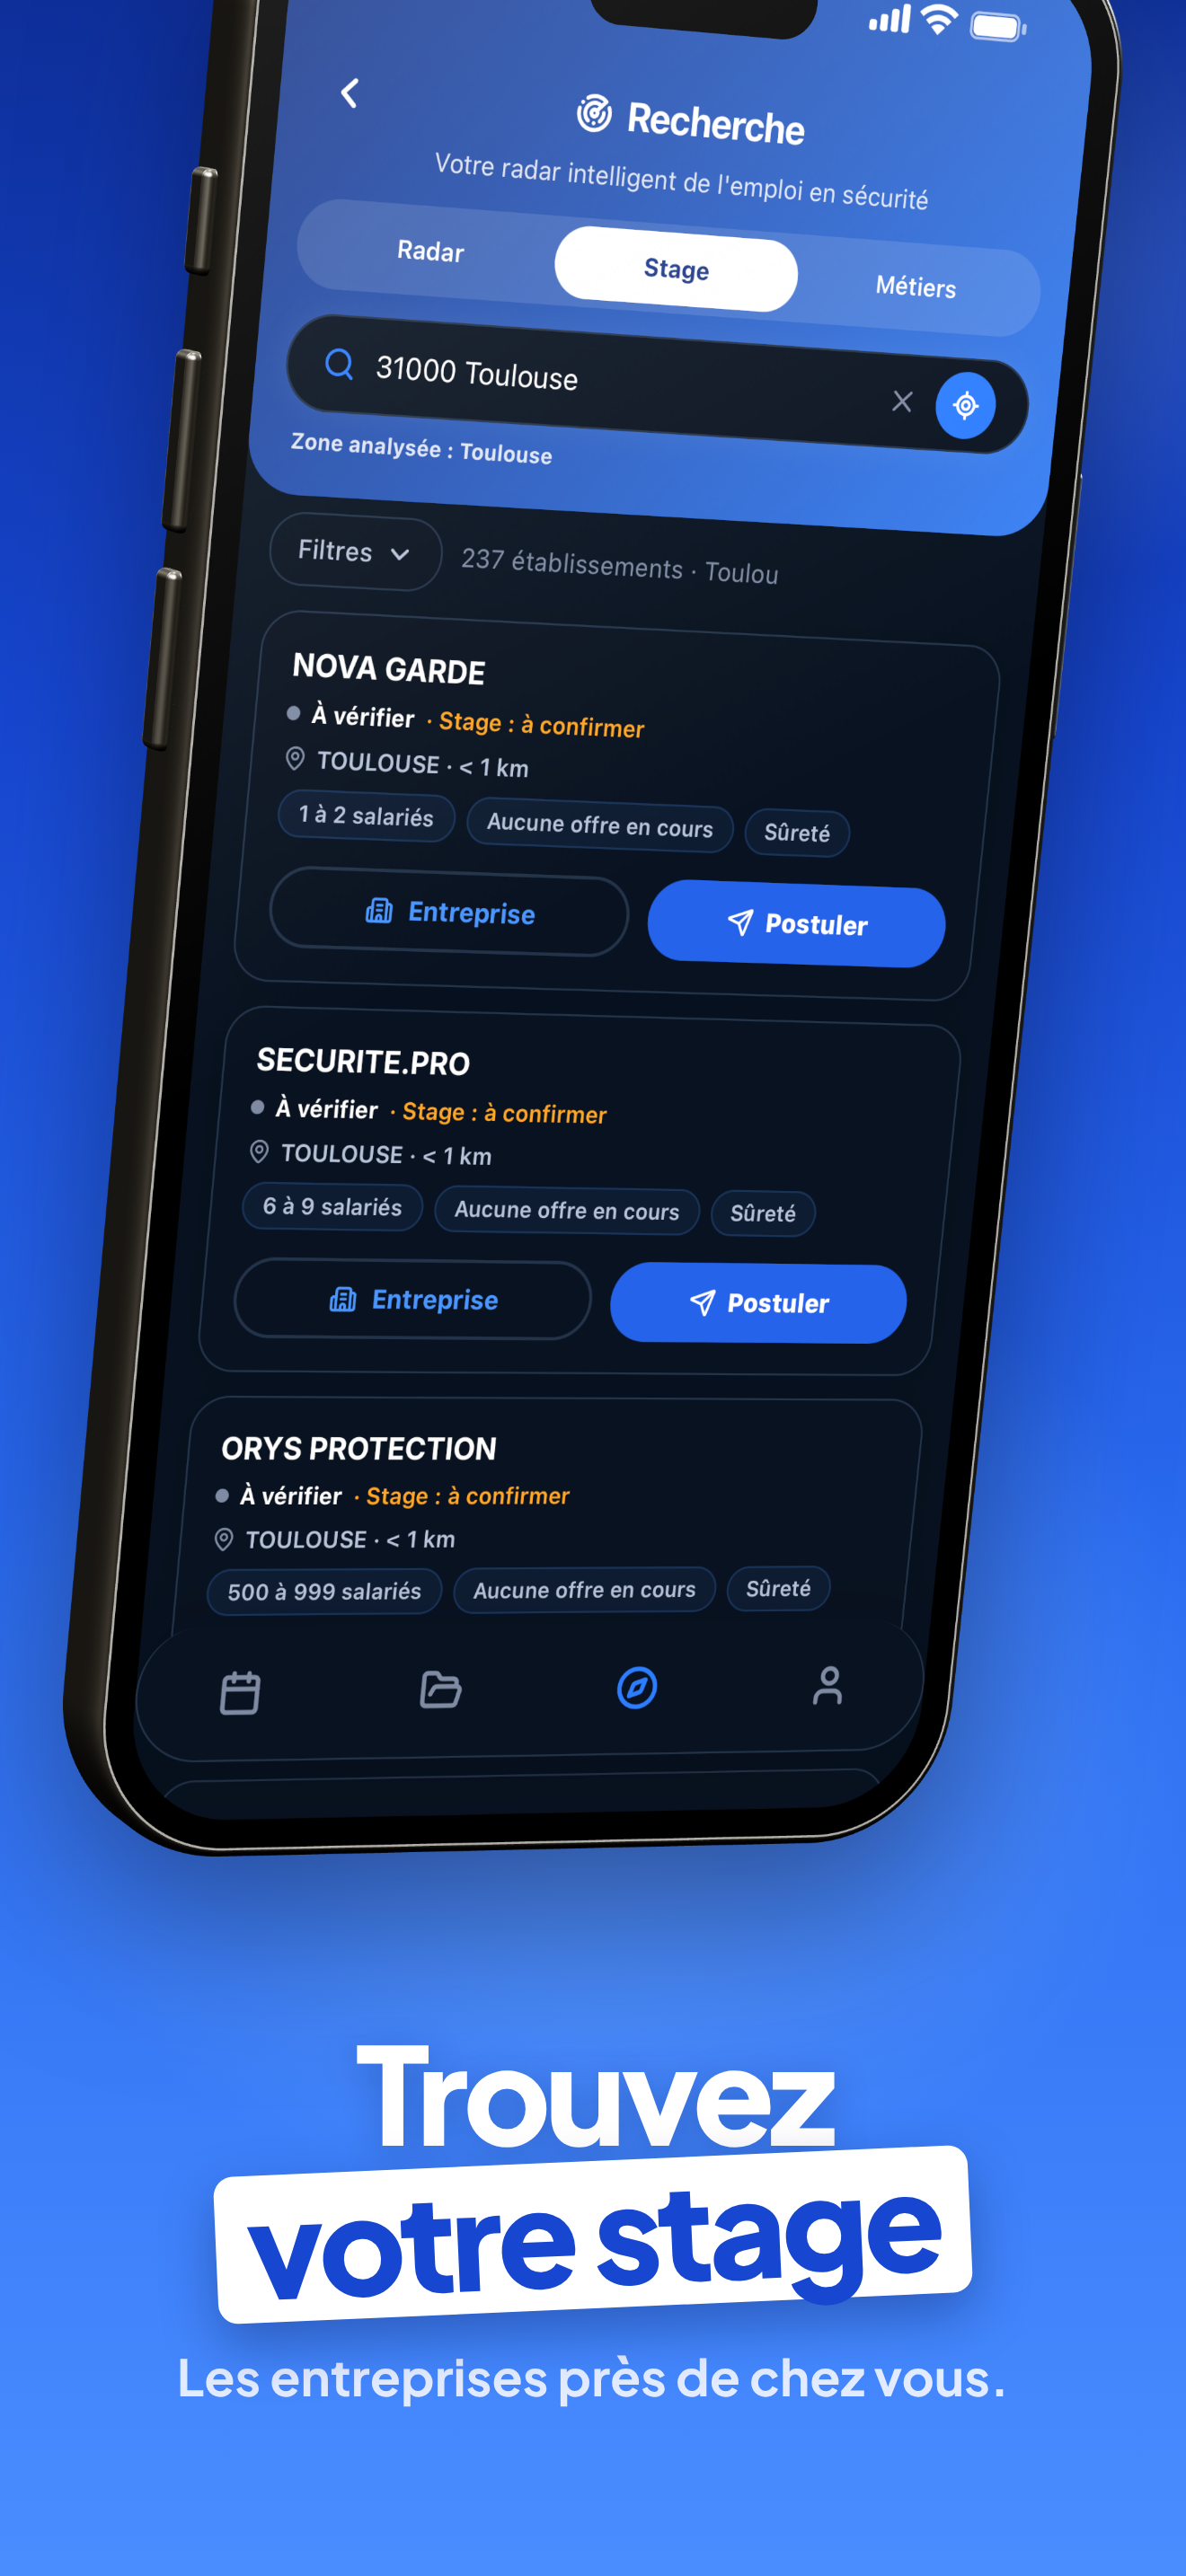 Recherche
Votre radar intelligent de l'emploi en sécurité
Radar
Stage
Métiers
31000 Toulouse
Zone analysée : Toulouse
Filtres
237 établissements · Toulou
NOVA GARDE
À vérifier · Stage : à confirmer
TOULOUSE · < 1 km
1 à 2 salariés
Aucune offre en cours
Sûreté
Entreprise
Postuler
SECURITE.PRO
À vérifier · Stage : à confirmer
TOULOUSE · < 1 km
6 à 9 salariés
Aucune offre en cours
Sûreté
Entreprise
Postuler
ORYS PROTECTION
À vérifier · Stage : à confirmer
TOULOUSE · < 1 km
500 à 999 salariés
Aucune offre en cours
Sûreté
Trouvez
votre stage
Les entreprises près de chez vous.